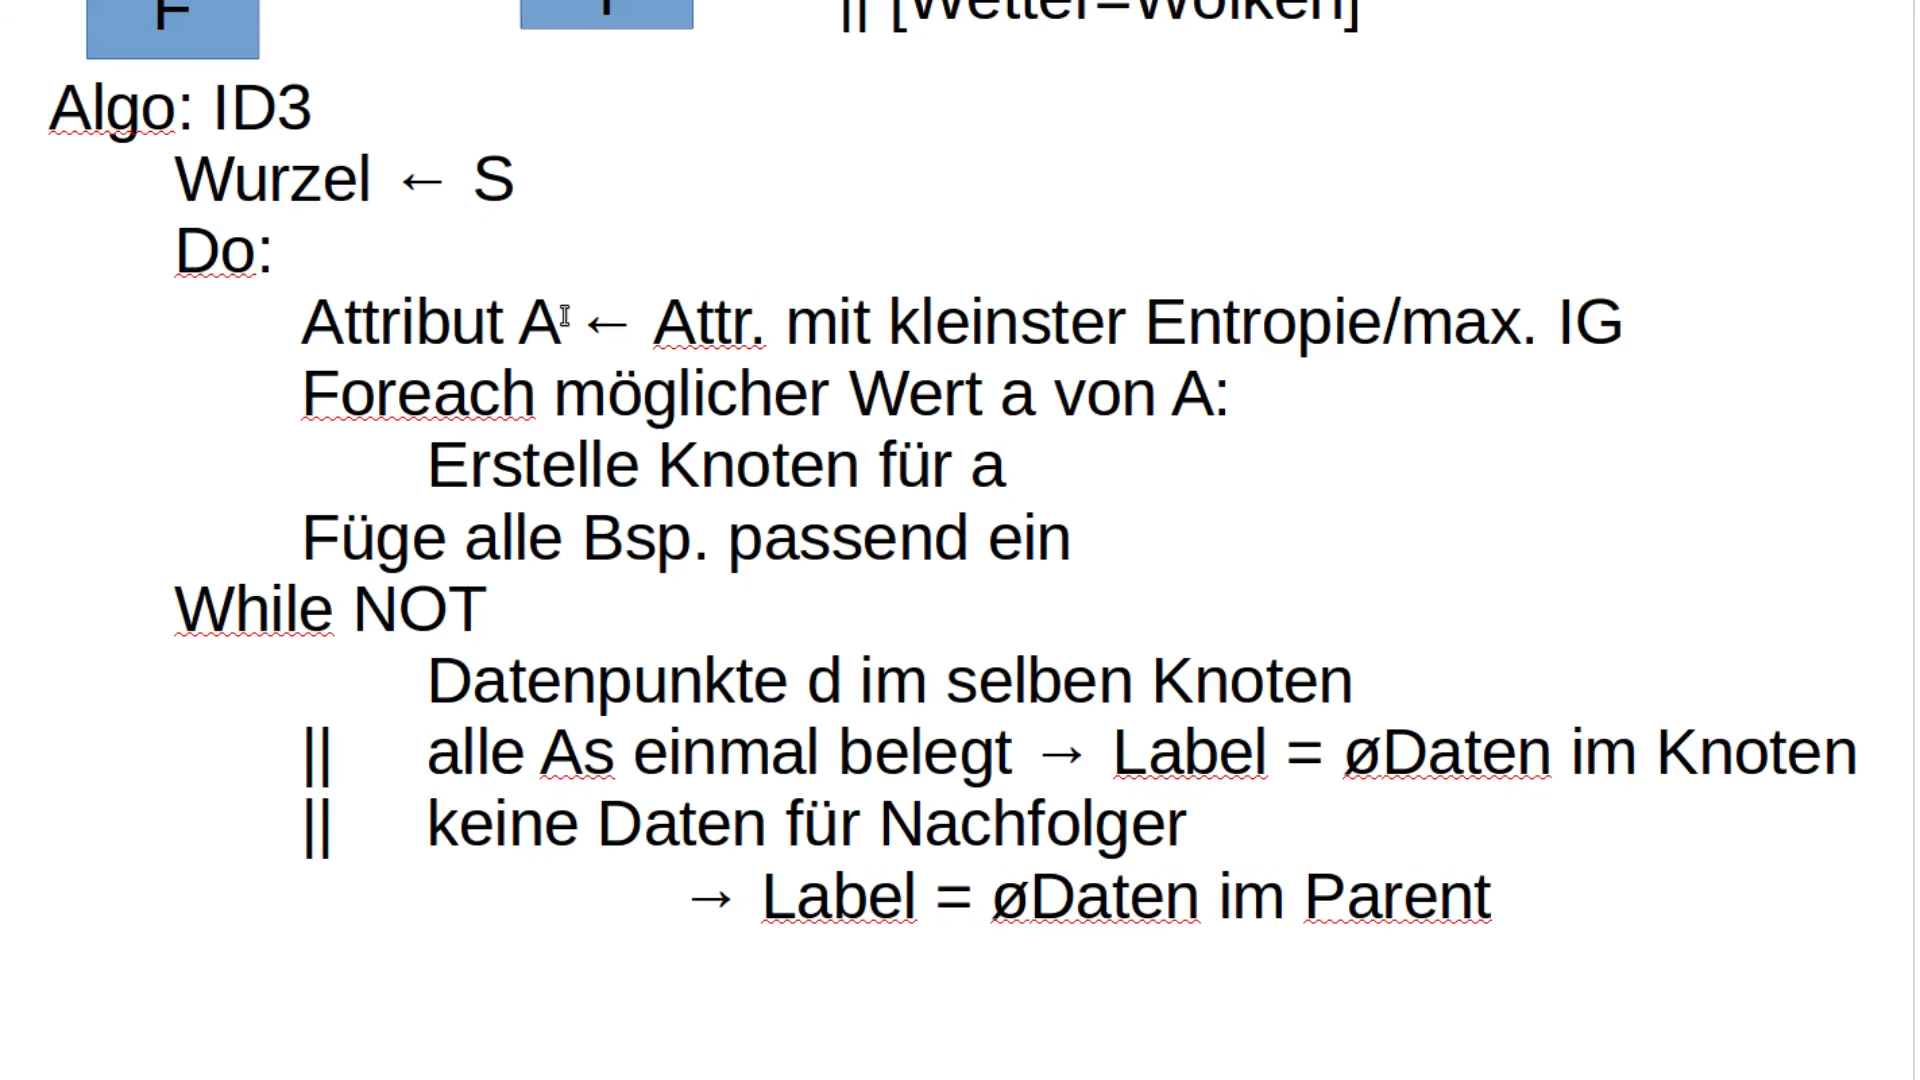 F
|| [Wetter=Wolken]
Algo: ID3
Wurzel ← S
Do:
Attribut A ← Attr. mit kleinster Entropie/max. IG
Foreach möglicher Wert a von A:
Erstelle Knoten für a
Füge alle Bsp. passend ein
While NOT
Datenpunkte d im selben Knoten
|| alle As einmal belegt → Label = øDaten im Knoten
|| keine Daten für Nachfolger
→ Label = øDaten im Parent